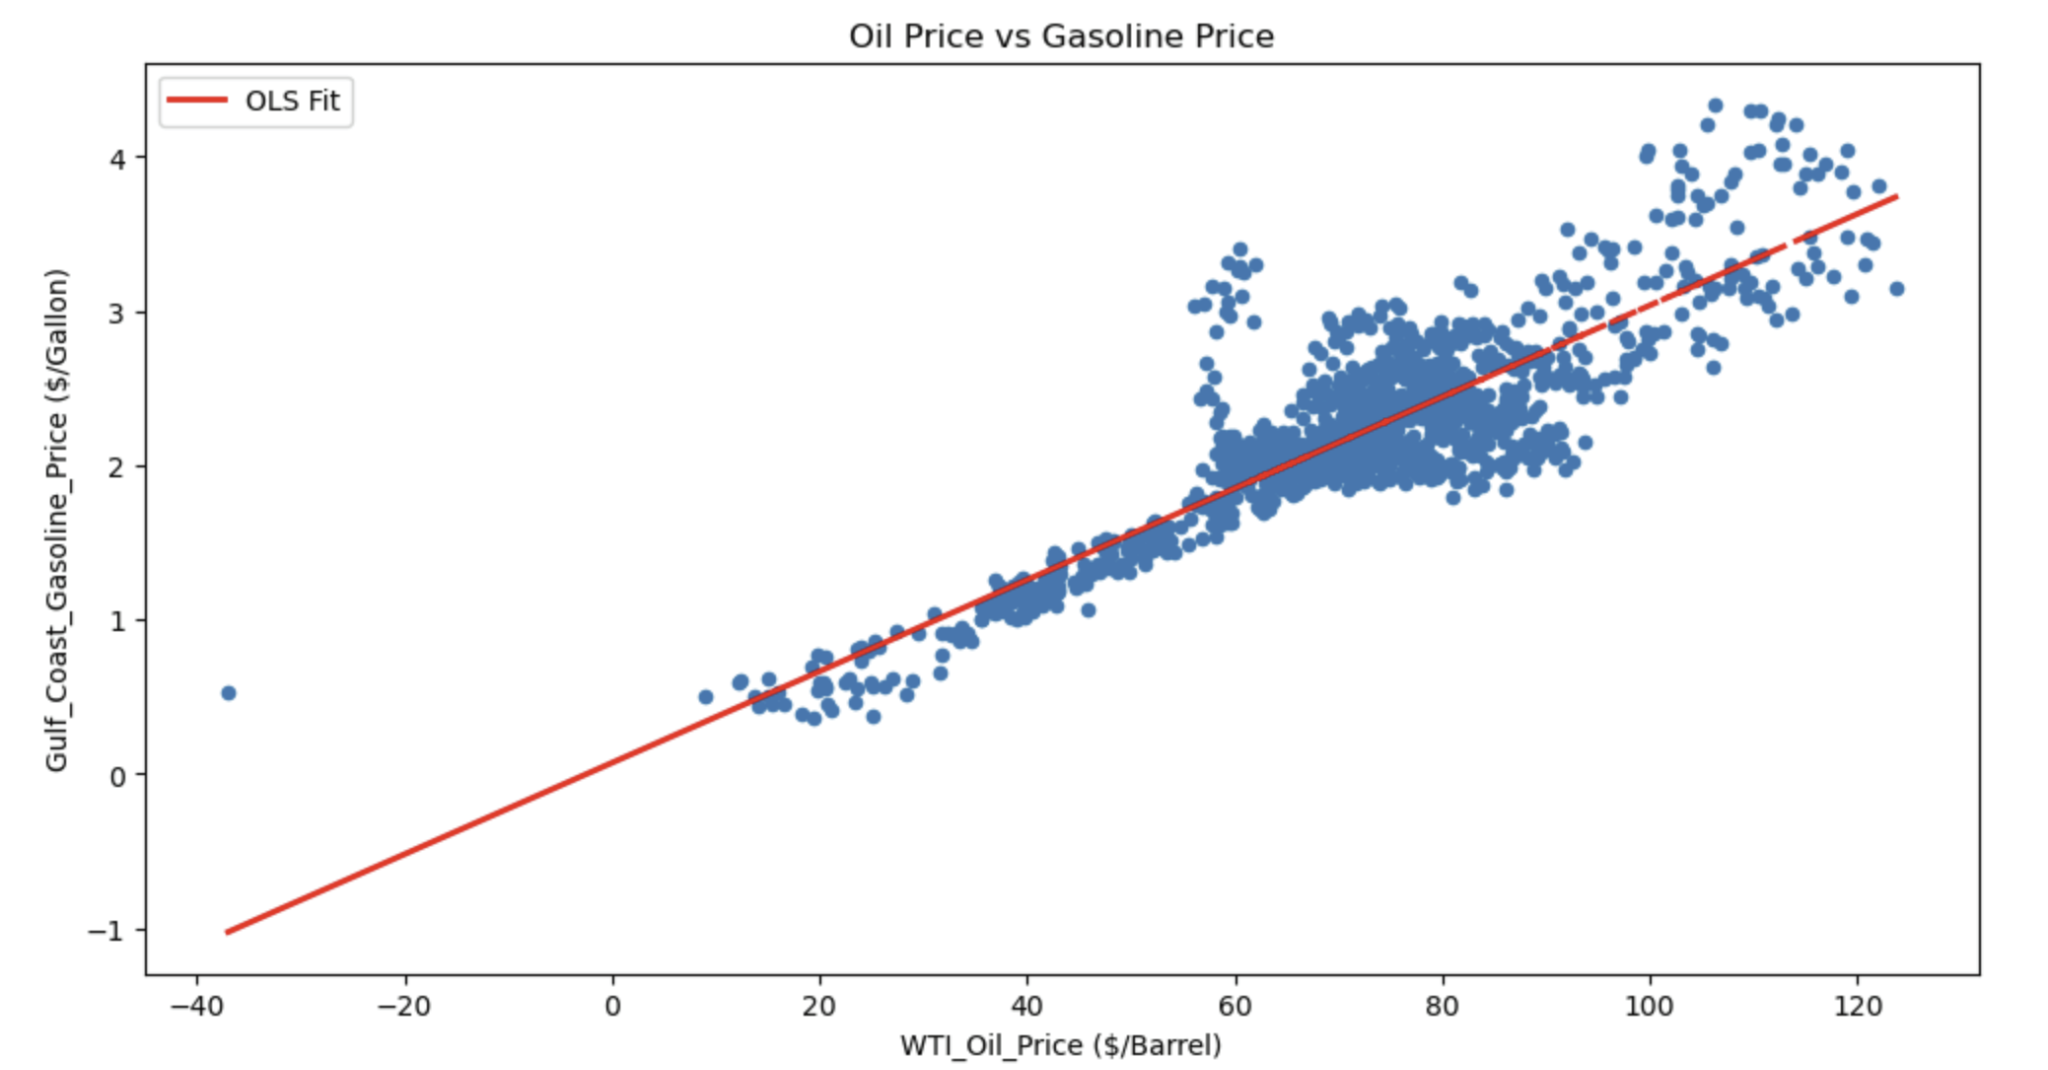 Oil Price vs Gasoline Price
OLS Fit
Gulf_Coast_Gasoline_Price ($/Gallon)
4
3
2
1
0
−1
−40 −20 0 20 40 60 80 100 120
WTI_Oil_Price ($/Barrel)